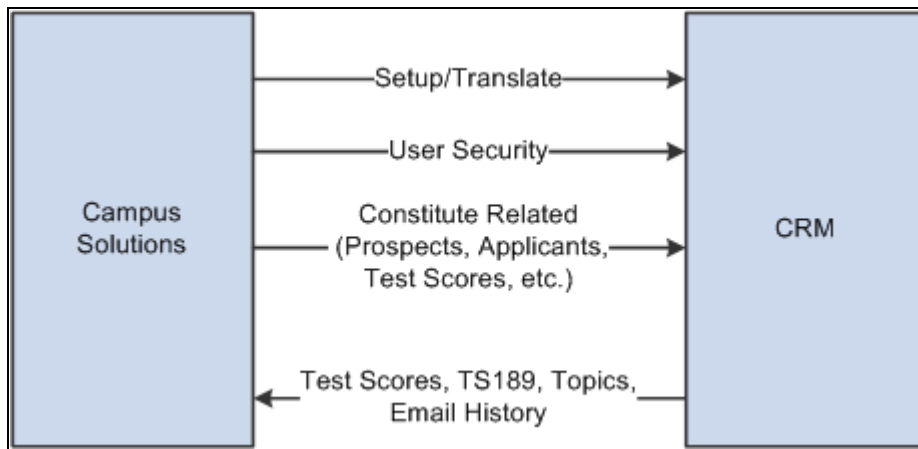 Setup/Translate
User Security
Campus
Solutions
Constitute Related
(Prospects, Applicants,
Test Scores, etc.)
CRM
Test Scores, TS189, Topics,
Email History